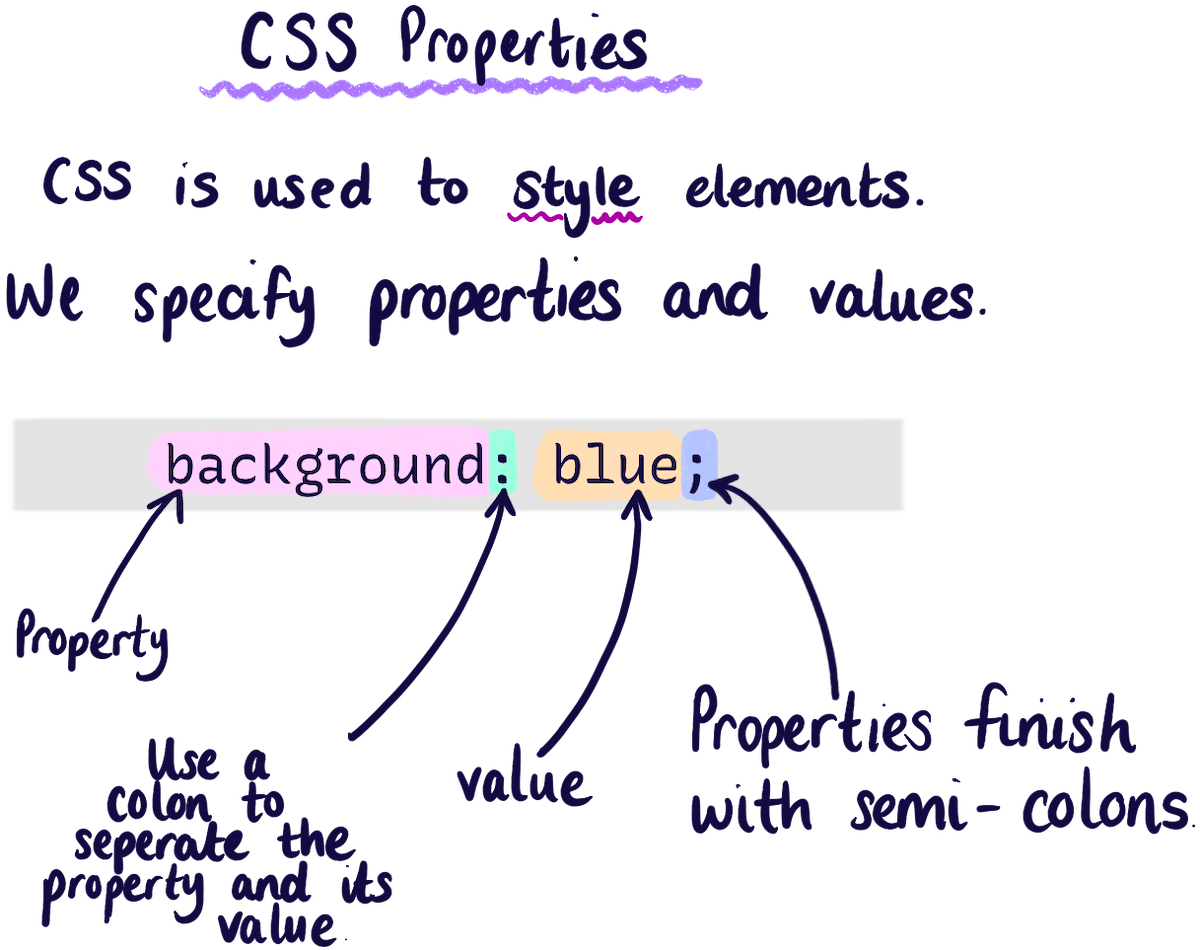 CSS Properties
CSS is used to style elements.
We specify properties and values.
background: blue;
Property
Use a
colon to
seperate the
property and its
value.
value
Properties finish
with semi-colons.